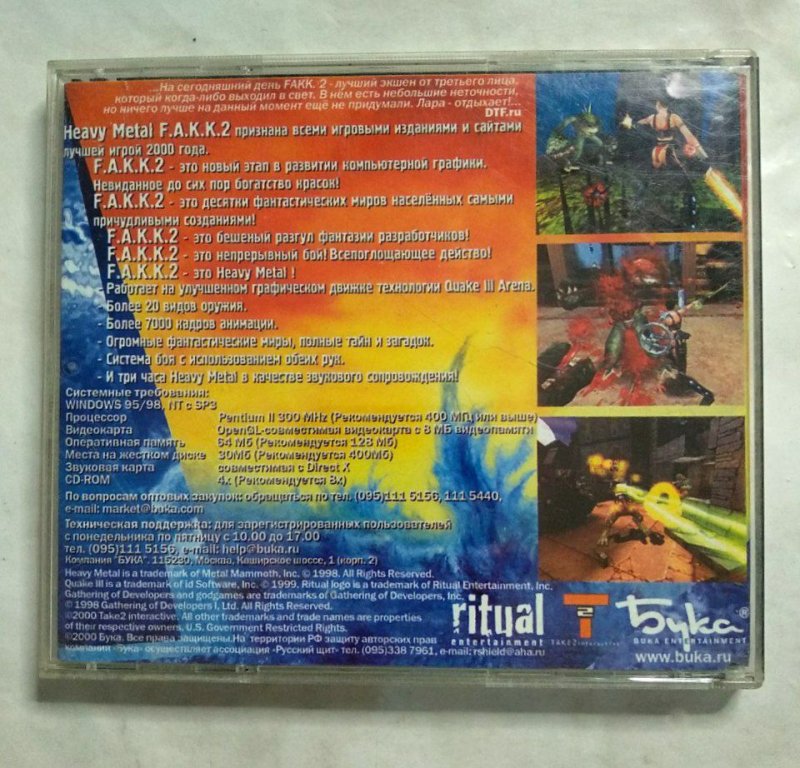 ...На сегодняшний день FAKK. 2 - лучший экшен от третьего лица,
который когда-либо выходил в свет. В нём есть небольшие неточности,
но ничего лучше на данный момент ещё не придумали. Лара - отдыхает!...
DTF.ru
Heavy Metal F.A.K.K.2 признана всеми игровыми изданиями и сайтами
лучшей игрой 2000 года.
F.A.K.K.2 - это новый этап в развитии компьютерной графики.
Невиданное до сих пор богатство красок!
F.A.K.K.2 - это десятки фантастических миров населённых самыми
причудливыми созданиями!
F.A.K.K.2 - это бешеный разгул фантазии разработчиков!
F.A.K.K.2 - это непрерывный бой! Всепоглощающее действо!
F.A.K.K.2 - это Heavy Metal !
- Работает на улучшенном графическом движке технологии Quake III Arena.
- Более 20 видов оружия.
- Более 7000 кадров анимации.
- Огромные фантастические миры, полные тайн и загадок.
- Система боя с использованием обеих рук.
- И три часа Heavy Metal в качестве звукового сопровождения!
Системные требования:
WINDOWS 95/98, NT с SP3
Процессор Pentium II 300 MHz (Рекомендуется 400 МГц или выше)
Видеокарта OpenGL-совместимая видеокарта с 8 МБ видеопамяти
Оперативная память 64 Мб (Рекомендуется 128 Мб)
Места на жестком диске 30Мб (Рекомендуется 400Мб)
Звуковая карта совместимая с Direct X
CD-ROM 4x (Рекомендуется 8x)
По вопросам оптовых закупок: обращаться по тел. (095)111 5156, 111 5440,
e-mail: market@buka.com
Техническая поддержка: для зарегистрированных пользователей
с понедельника по пятницу с 10.00 до 17.00
тел. (095)111 5156, e-mail: help@buka.ru
Компания "БУКА", 115230, Москва, Каширское шоссе, 1 (корп. 2)
Heavy Metal is a trademark of Metal Mammoth, Inc. © 1998. All Rights Reserved.
Quake III is a trademark of id Software, Inc. © 1999. Ritual logo is a trademark of Ritual Entertainment, Inc.
Gathering of Developers and godgames are trademarks of Gathering of Developers, Inc.
© 1998 Gathering of Developers I, Ltd. All Rights Reserved.
©2000 Take2 interactive. All other trademarks and trade names are properties
of their respective owners. U.S. Government Restricted Rights.
©2000 Бука. Все права защищены.На территории РФ защиту авторских прав
компании «Бука» осуществляет ассоциация «Русский щит» тел. (095)338 7961, e-mail: rshield@aha.ru
ritual
entertainment
T2
TAKE2 interactive
Бука®
BUKA ENTERTAINMENT
www.buka.ru